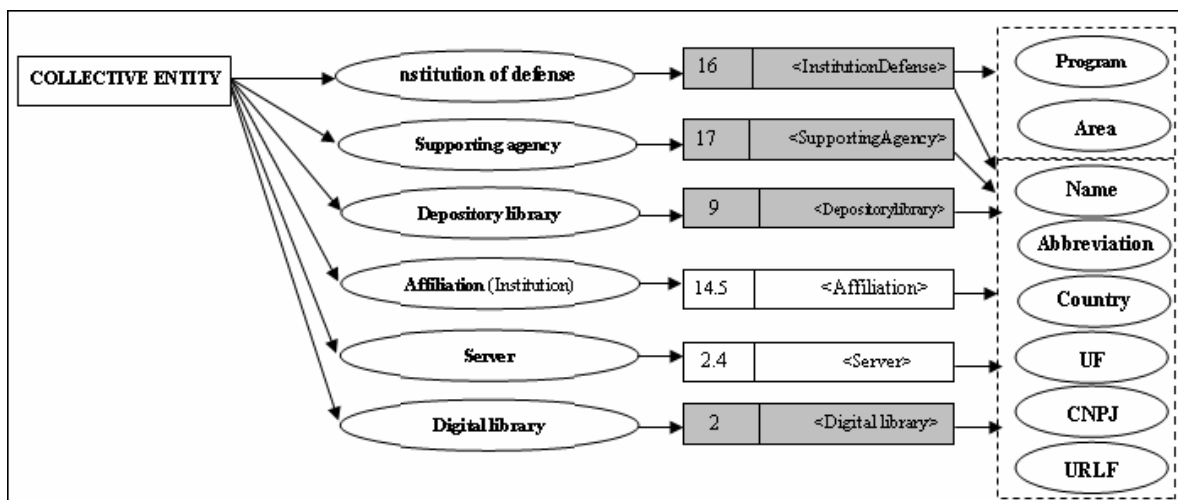 COLLECTIVE ENTITY
nstitution of defense
16 <InstitutionDefense>
Program
Area
Supporting agency
17 <SupportingAgency>
Name
Depository library
9 <Depositorylibrary>
Abbreviation
Affiliation (Institution)
14.5 <Affiliation>
Country
Server
2.4 <Server>
UF
Digital library
2 <Digital library>
CNPJ
URLF